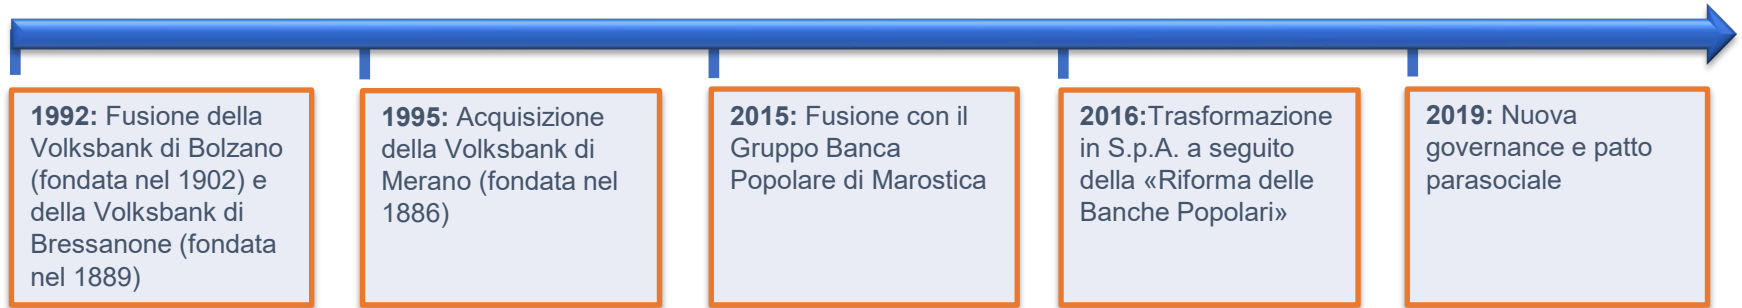 1992: Fusione della
Volksbank di Bolzano
(fondata nel 1902) e
della Volksbank di
Bressanone (fondata
nel 1889)
1995: Acquisizione
della Volksbank di
Merano (fondata nel
1886)
2015: Fusione con il
Gruppo Banca
Popolare di Marostica
2016:Trasformazione
in S.p.A. a seguito
della «Riforma delle
Banche Popolari»
2019: Nuova
governance e patto
parasociale